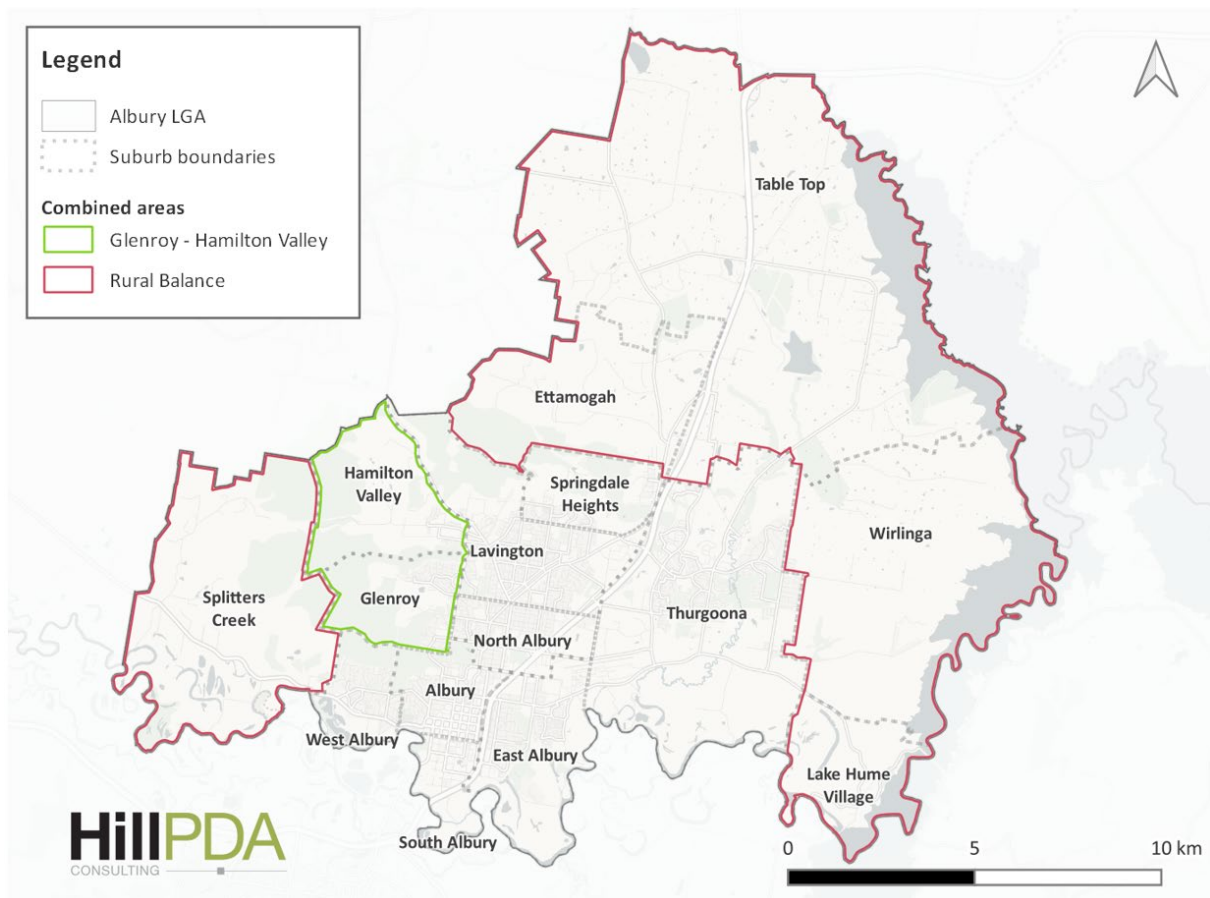 Legend
Albury LGA
Suburb boundaries
Combined areas
Glenroy - Hamilton Valley
Rural Balance
Table Top
Ettamogah
Hamilton
Valley
Springdale
Heights
Wirlinga
Lavington
Splitters
Creek
Glenroy
Thurgoona
North Albury
Albury
West Albury
East Albury
Lake Hume
Village
South Albury
HillPDA
CONSULTING
0 5 10 km